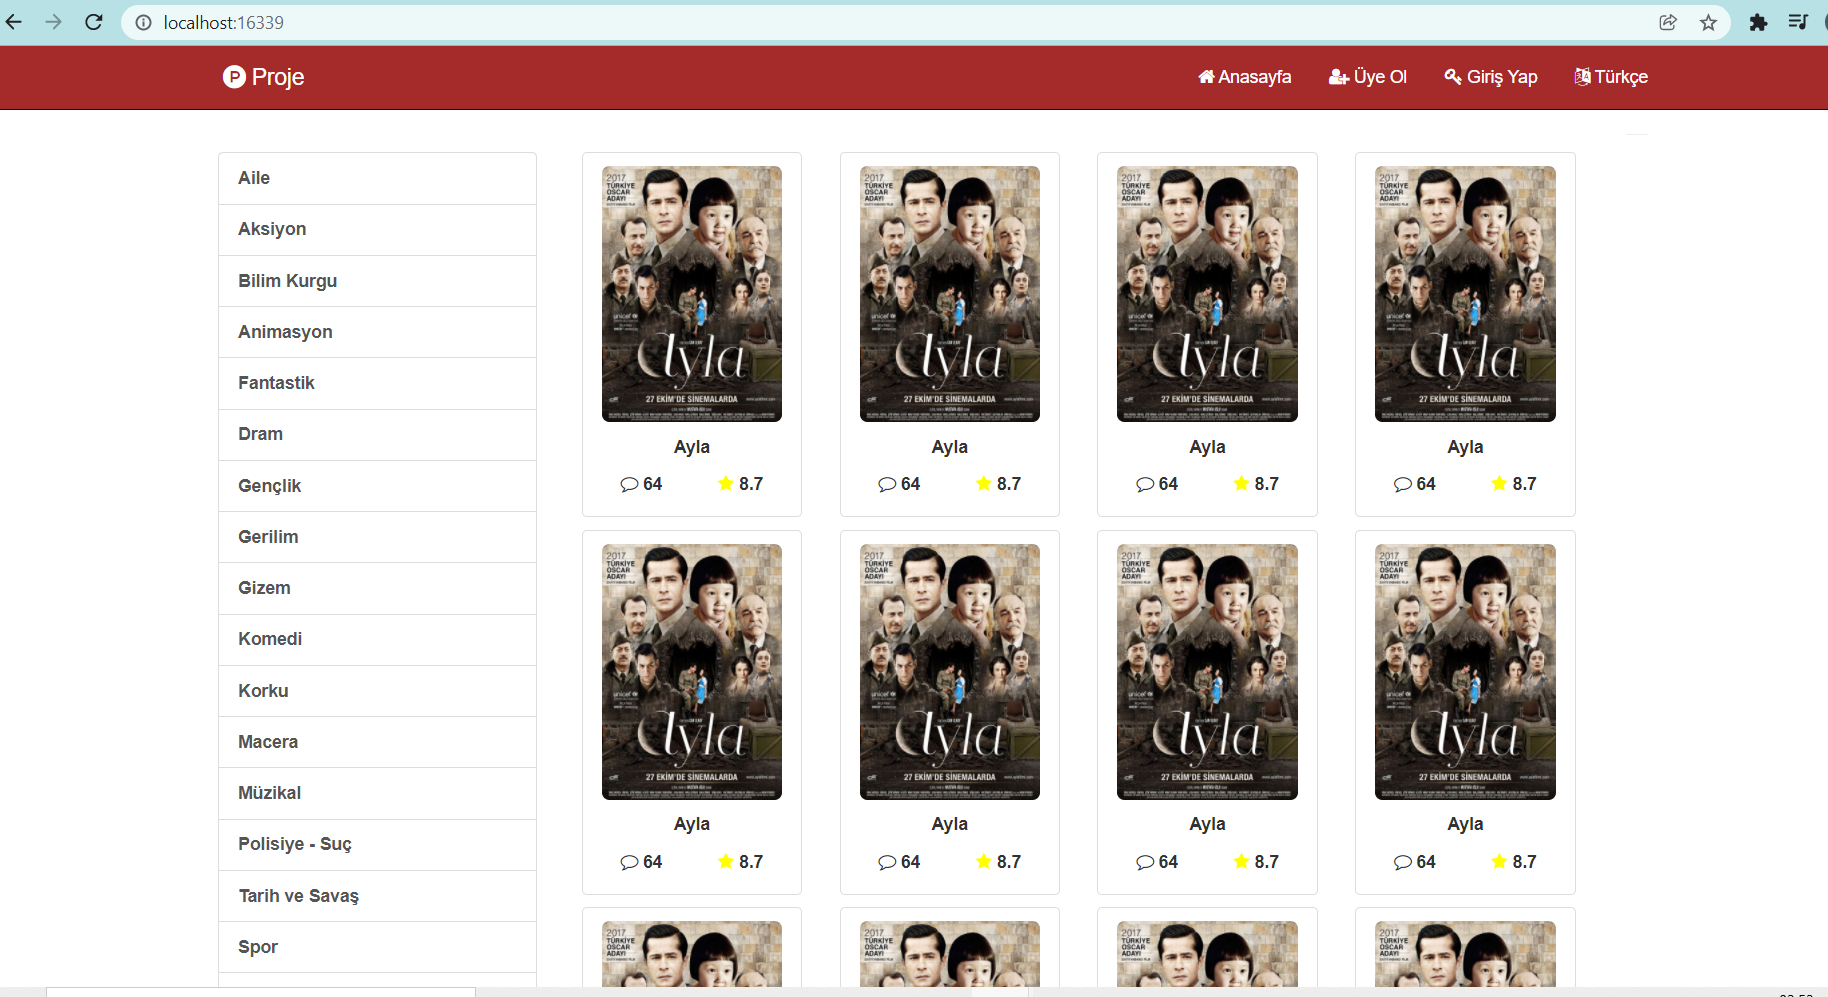 localhost:16339
Proje
Anasayfa
Üye Ol
Giriş Yap
Türkçe
Aile
Aksiyon
Bilim Kurgu
Animasyon
Fantastik
Dram
Gençlik
Gerilim
Gizem
Komedi
Korku
Macera
Müzikal
Polisiye - Suç
Tarih ve Savaş
Spor
2017
TÜRKİYE
OSCAR
ADAYI
unicef
Ayla
27 EKİM'DE SİNEMALARDA
Ayla
64 8.7
2017
TÜRKİYE
OSCAR
ADAYI
unicef
Ayla
27 EKİM'DE SİNEMALARDA
Ayla
64 8.7
2017
TÜRKİYE
OSCAR
ADAYI
unicef
Ayla
27 EKİM'DE SİNEMALARDA
Ayla
64 8.7
2017
TÜRKİYE
OSCAR
ADAYI
unicef
Ayla
27 EKİM'DE SİNEMALARDA
Ayla
64 8.7
2017
TÜRKİYE
OSCAR
ADAYI
unicef
Ayla
27 EKİM'DE SİNEMALARDA
Ayla
64 8.7
2017
TÜRKİYE
OSCAR
ADAYI
unicef
Ayla
27 EKİM'DE SİNEMALARDA
Ayla
64 8.7
2017
TÜRKİYE
OSCAR
ADAYI
unicef
Ayla
27 EKİM'DE SİNEMALARDA
Ayla
64 8.7
2017
TÜRKİYE
OSCAR
ADAYI
unicef
Ayla
27 EKİM'DE SİNEMALARDA
Ayla
64 8.7
2017
TÜRKİYE
OSCAR
ADAYI
2017
TÜRKİYE
OSCAR
ADAYI
2017
TÜRKİYE
OSCAR
ADAYI
2017
TÜRKİYE
OSCAR
ADAYI